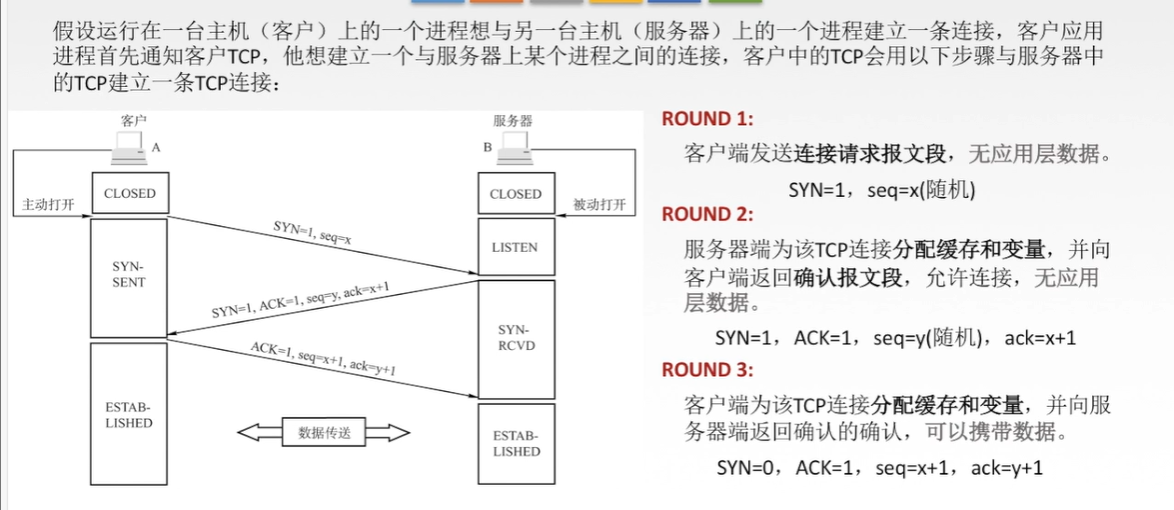 假设运行在一台主机（客户）上的一个进程想与另一台主机（服务器）上的一个进程建立一条连接，客户应用
进程首先通知客户TCP，他想建立一个与服务器上某个进程之间的连接，客户中的TCP会用以下步骤与服务器中
的TCP建立一条TCP连接：
客户
A
服务器
B
主动打开
CLOSED
CLOSED
被动打开
SYN=1, seq=x
LISTEN
SYN-
SENT
SYN=1, ACK=1, seq=y, ack=x+1
SYN-
RCVD
ACK=1, seq=x+1, ack=y+1
ESTAB-
LISHED
数据传送
ESTAB-
LISHED
ROUND 1:
客户端发送连接请求报文段，无应用层数据。
SYN=1，seq=x(随机)
ROUND 2:
服务器端为该TCP连接分配缓存和变量，并向
客户端返回确认报文段，允许连接，无应用
层数据。
SYN=1，ACK=1，seq=y(随机)，ack=x+1
ROUND 3:
客户端为该TCP连接分配缓存和变量，并向服
务器端返回确认的确认，可以携带数据。
SYN=0，ACK=1，seq=x+1，ack=y+1